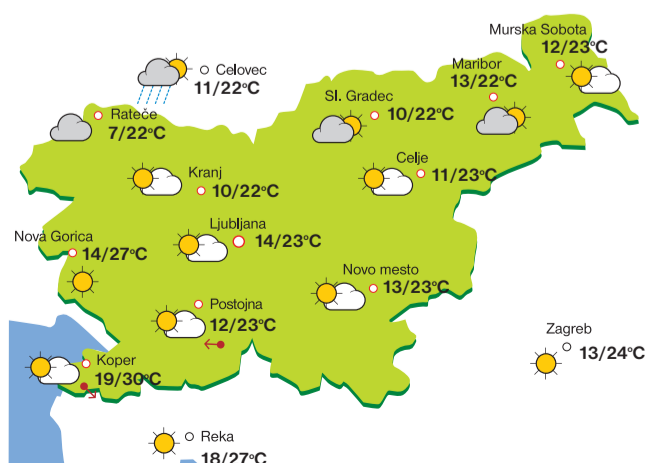 Murska Sobota
12/23°C
Maribor
13/22°C
Celovec
11/22°C
Sl. Gradec
10/22°C
Rateče
7/22°C
Celje
11/23°C
Kranj
10/22°C
Ljubljana
14/23°C
Nova Gorica
14/27°C
Novo mesto
13/23°C
Postojna
12/23°C
Zagreb
13/24°C
Koper
19/30°C
Reka
18/27°C